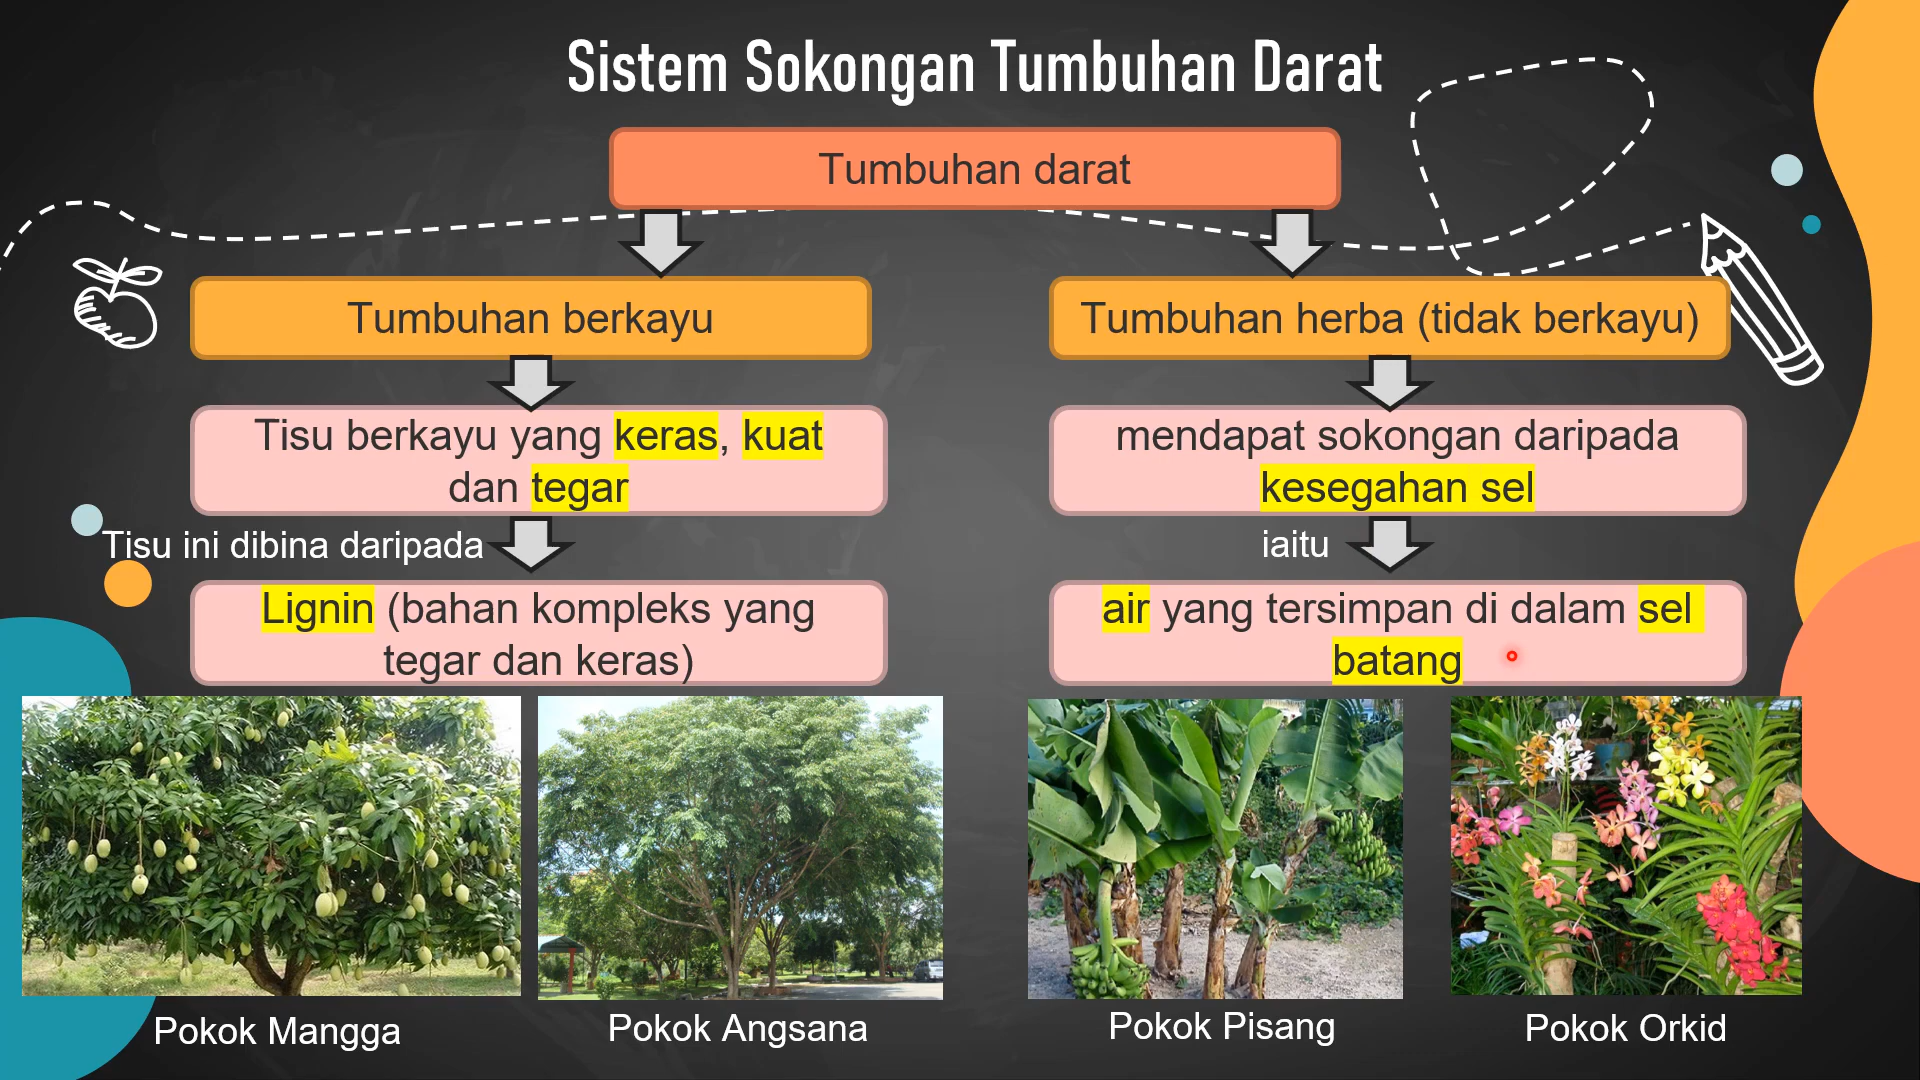 Sistem Sokongan Tumbuhan Darat
Tumbuhan darat
Tumbuhan berkayu
Tumbuhan herba (tidak berkayu)
Tisu berkayu yang keras, kuat
dan tegar
mendapat sokongan daripada
kesegahan sel
Tisu ini dibina daripada
iaitu
Lignin (bahan kompleks yang
tegar dan keras)
air yang tersimpan di dalam sel
batang
Pokok Mangga
Pokok Angsana
Pokok Pisang
Pokok Orkid